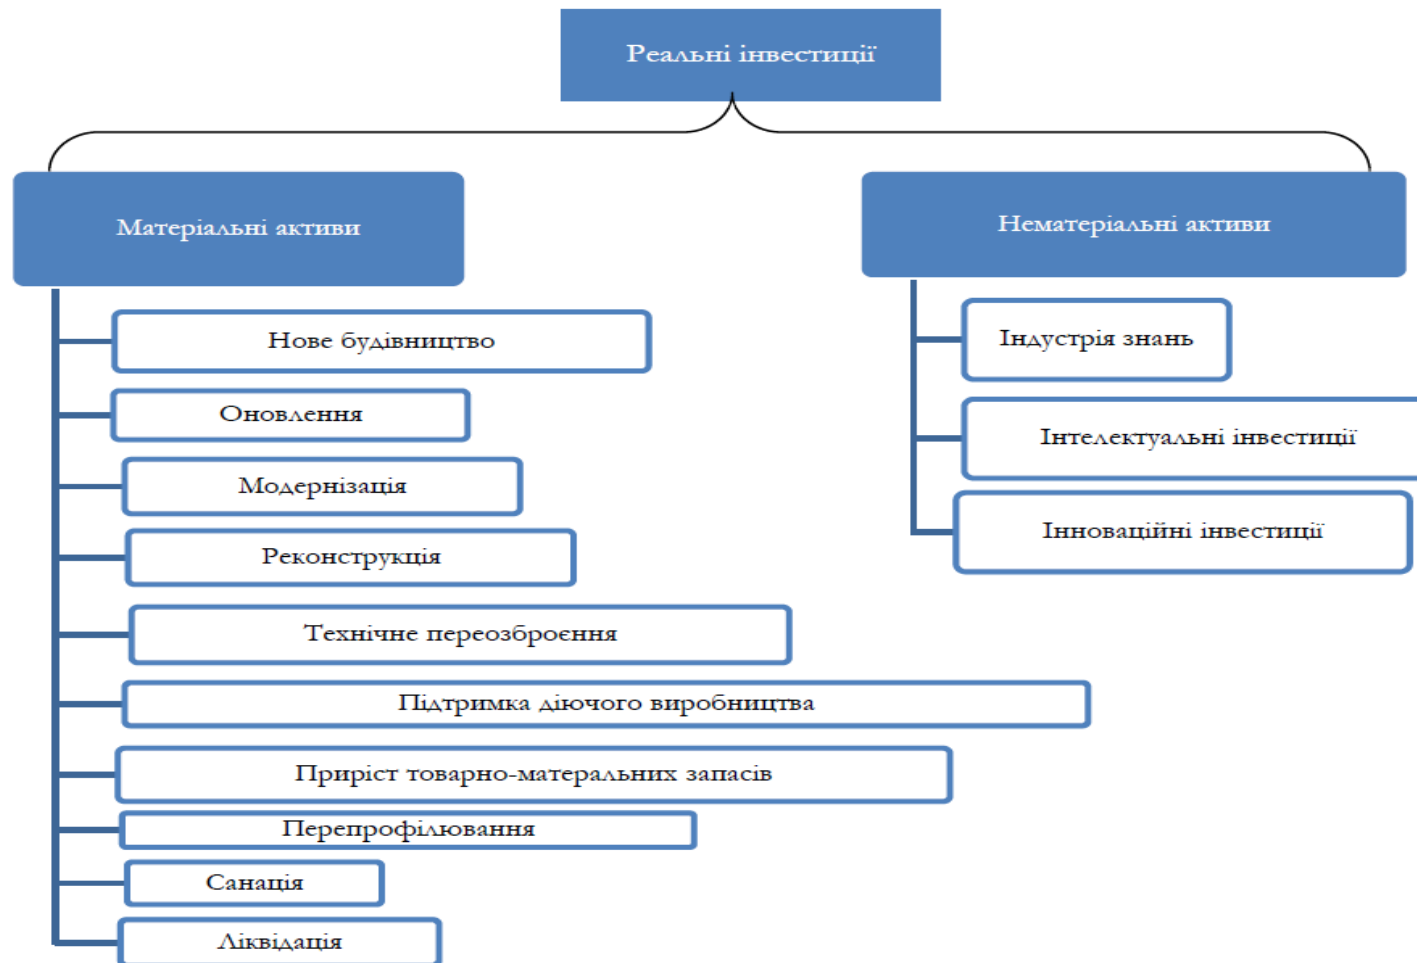 Реальні інвестиції
Матеріальні активи
Нове будівництво
Оновлення
Модернізація
Реконструкція
Технічне переозброєння
Підтримка діючого виробництва
Приріст товарно-матеральних запасів
Перепрофілювання
Санація
Ліквідація
Нематеріальні активи
Індустрія знань
Інтелектуальні інвестиції
Інноваційні інвестиції